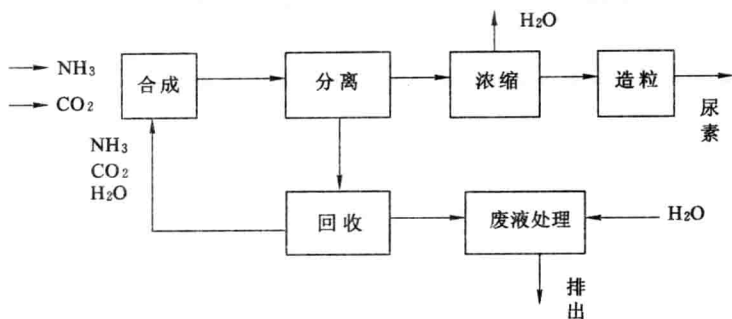 H₂O
NH₃
合成
分离
浓缩
造粒
CO₂
尿
素
NH₃
CO₂
H₂O
回收
废液处理
H₂O
排
出